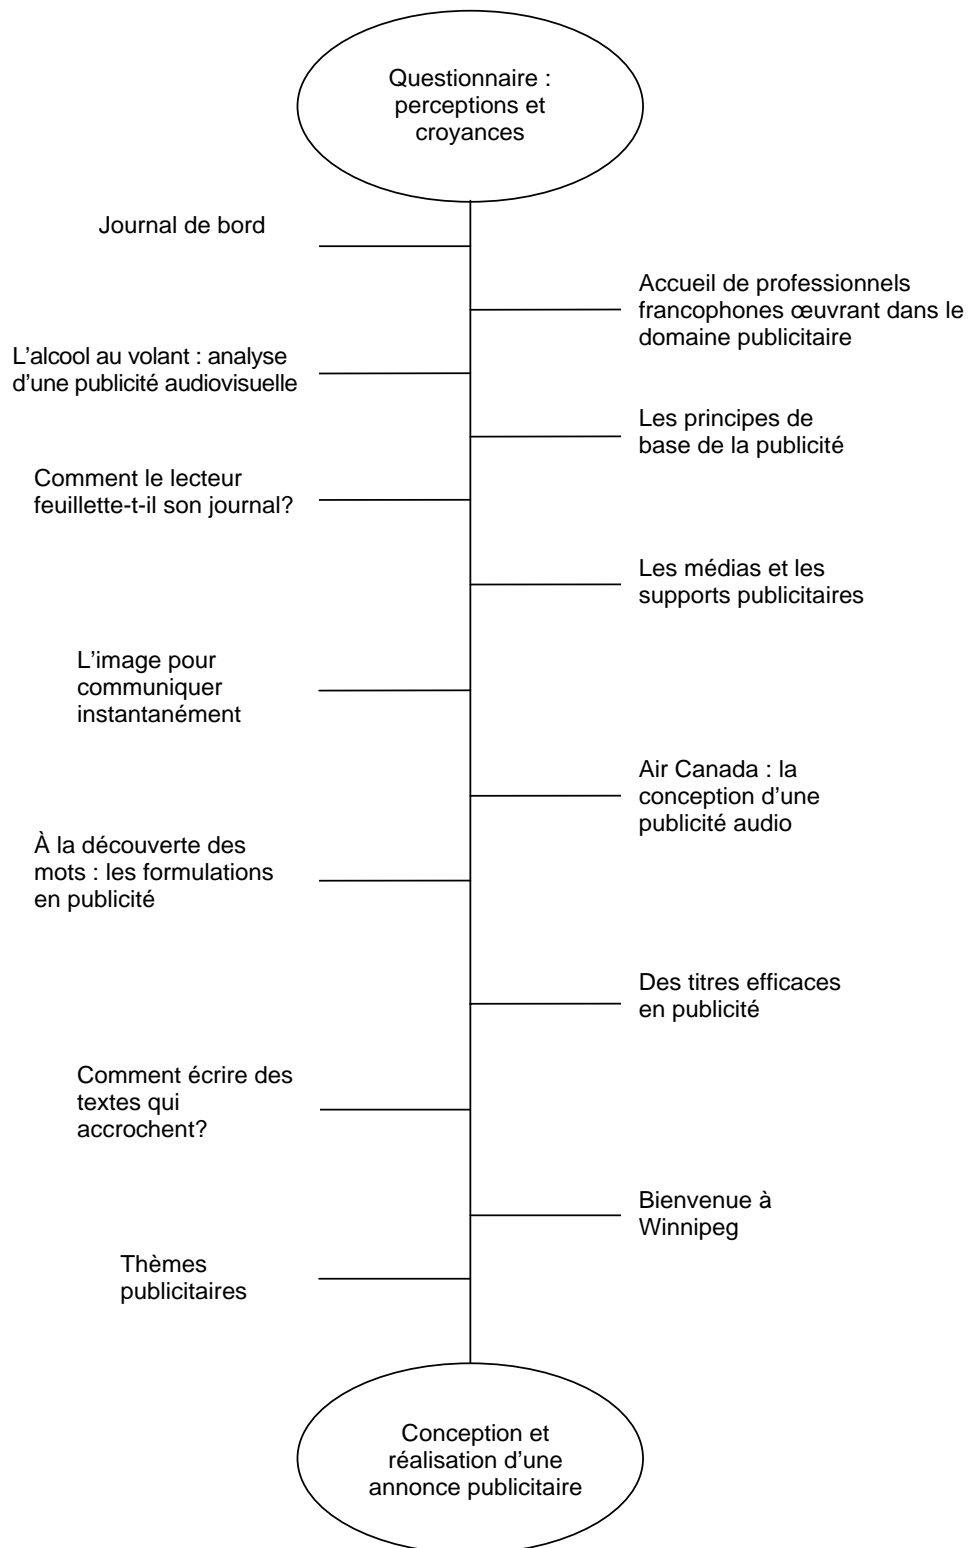 Questionnaire :
perceptions et
croyances
Journal de bord
Accueil de professionnels
francophones œuvrant dans le
domaine publicitaire
L’alcool au volant : analyse
d’une publicité audiovisuelle
Les principes de
base de la publicité
Comment le lecteur
feuillette-t-il son journal?
Les médias et les
supports publicitaires
L’image pour
communiquer
instantanément
Air Canada : la
conception d’une
publicité audio
À la découverte des
mots : les formulations
en publicité
Des titres efficaces
en publicité
Comment écrire des
textes qui
accrochent?
Bienvenue à
Winnipeg
Thèmes
publicitaires
Conception et
réalisation d’une
annonce publicitaire